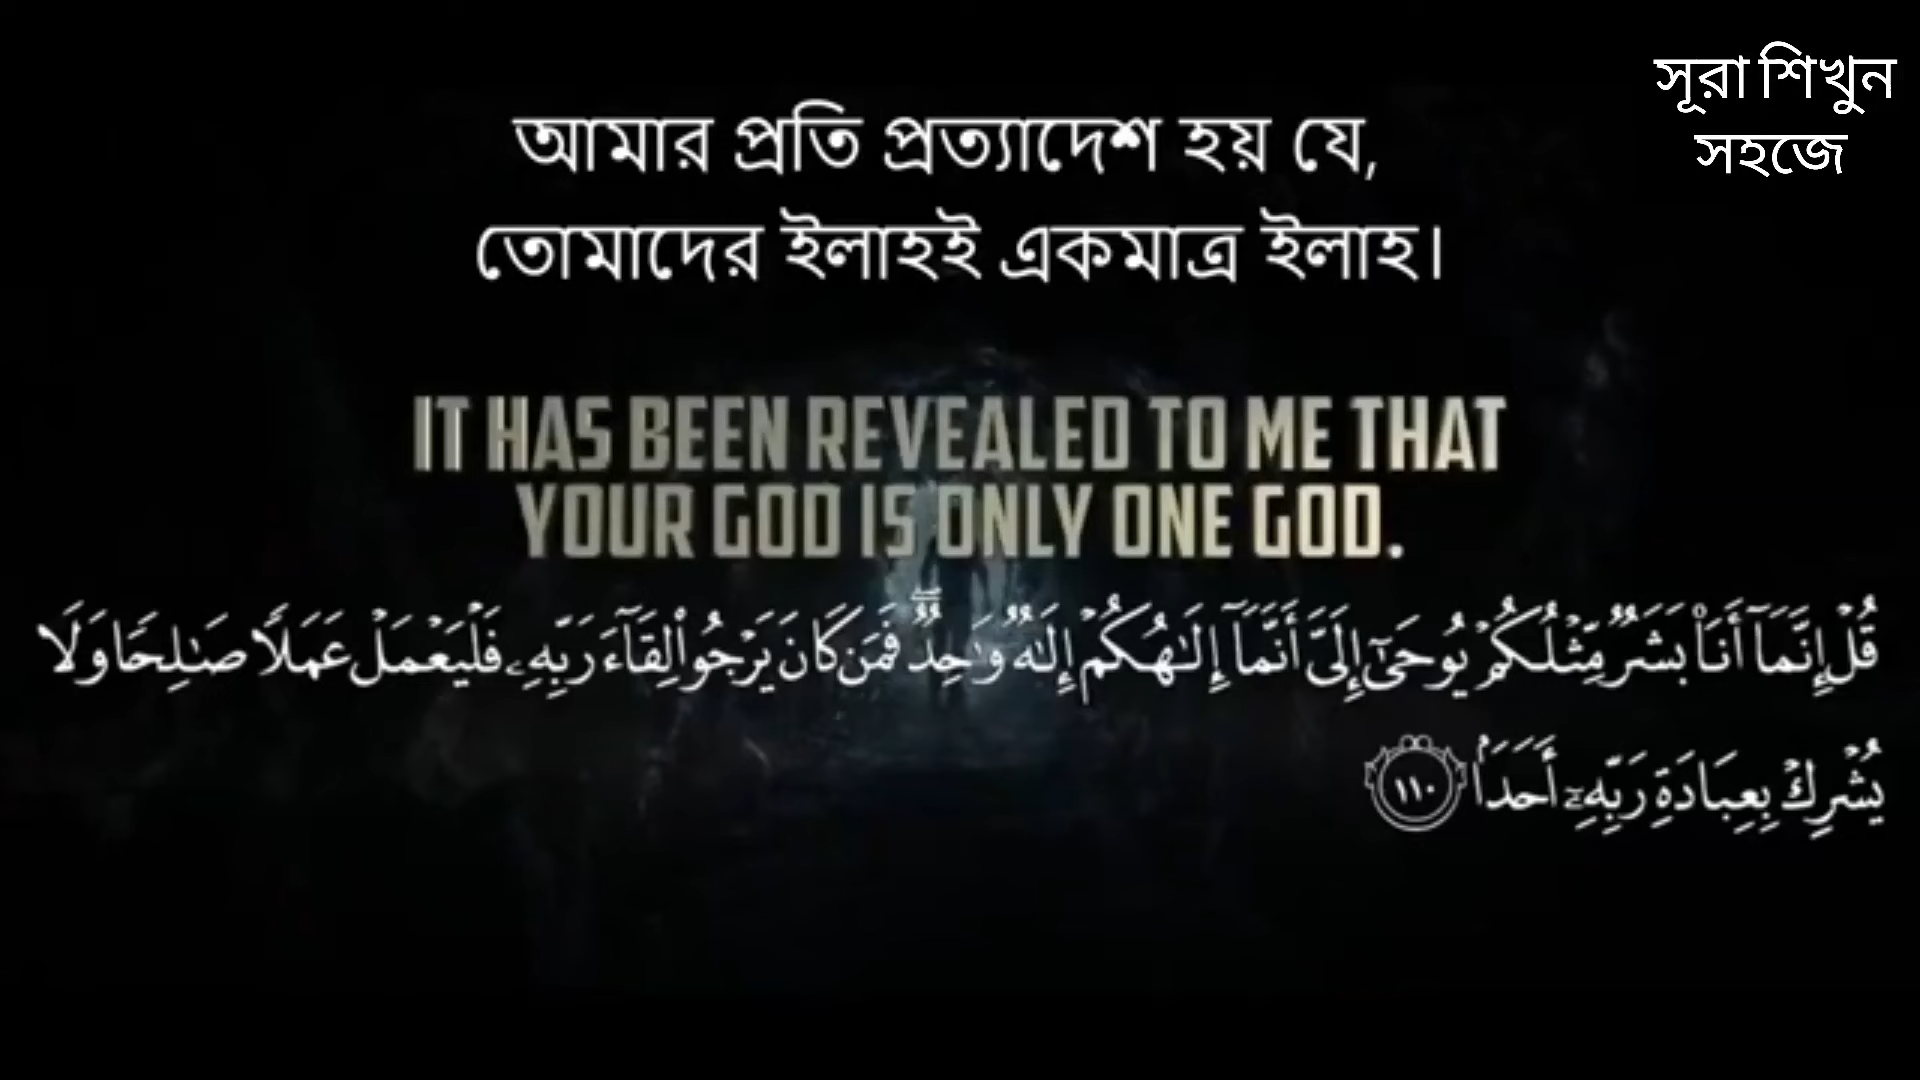 সূরা শিখুন
সহজে
আমার প্রতি প্রত্যাদেশ হয় যে,
তোমাদের ইলাহই একমাত্র ইলাহ।
IT HAS BEEN REVEALED TO ME THAT
YOUR GOD IS ONLY ONE GOD.
قُلْ إِنَّمَآ أَنَا۠ بَشَرٌ مِّثْلُكُمْ يُوحَىٰٓ إِلَىَّ أَنَّمَآ إِلَـٰهُكُمْ إِلَـٰهٌ وَٰحِدٌ ۖ فَمَن كَانَ يَرْجُوا۟ لِقَآءَ رَبِّهِۦ فَلْيَعْمَلْ عَمَلًا صَـٰلِحًا وَلَا
يُشْرِكْ بِعِبَادَةِ رَبِّهِۦٓ أَحَدًۢا ١١٠